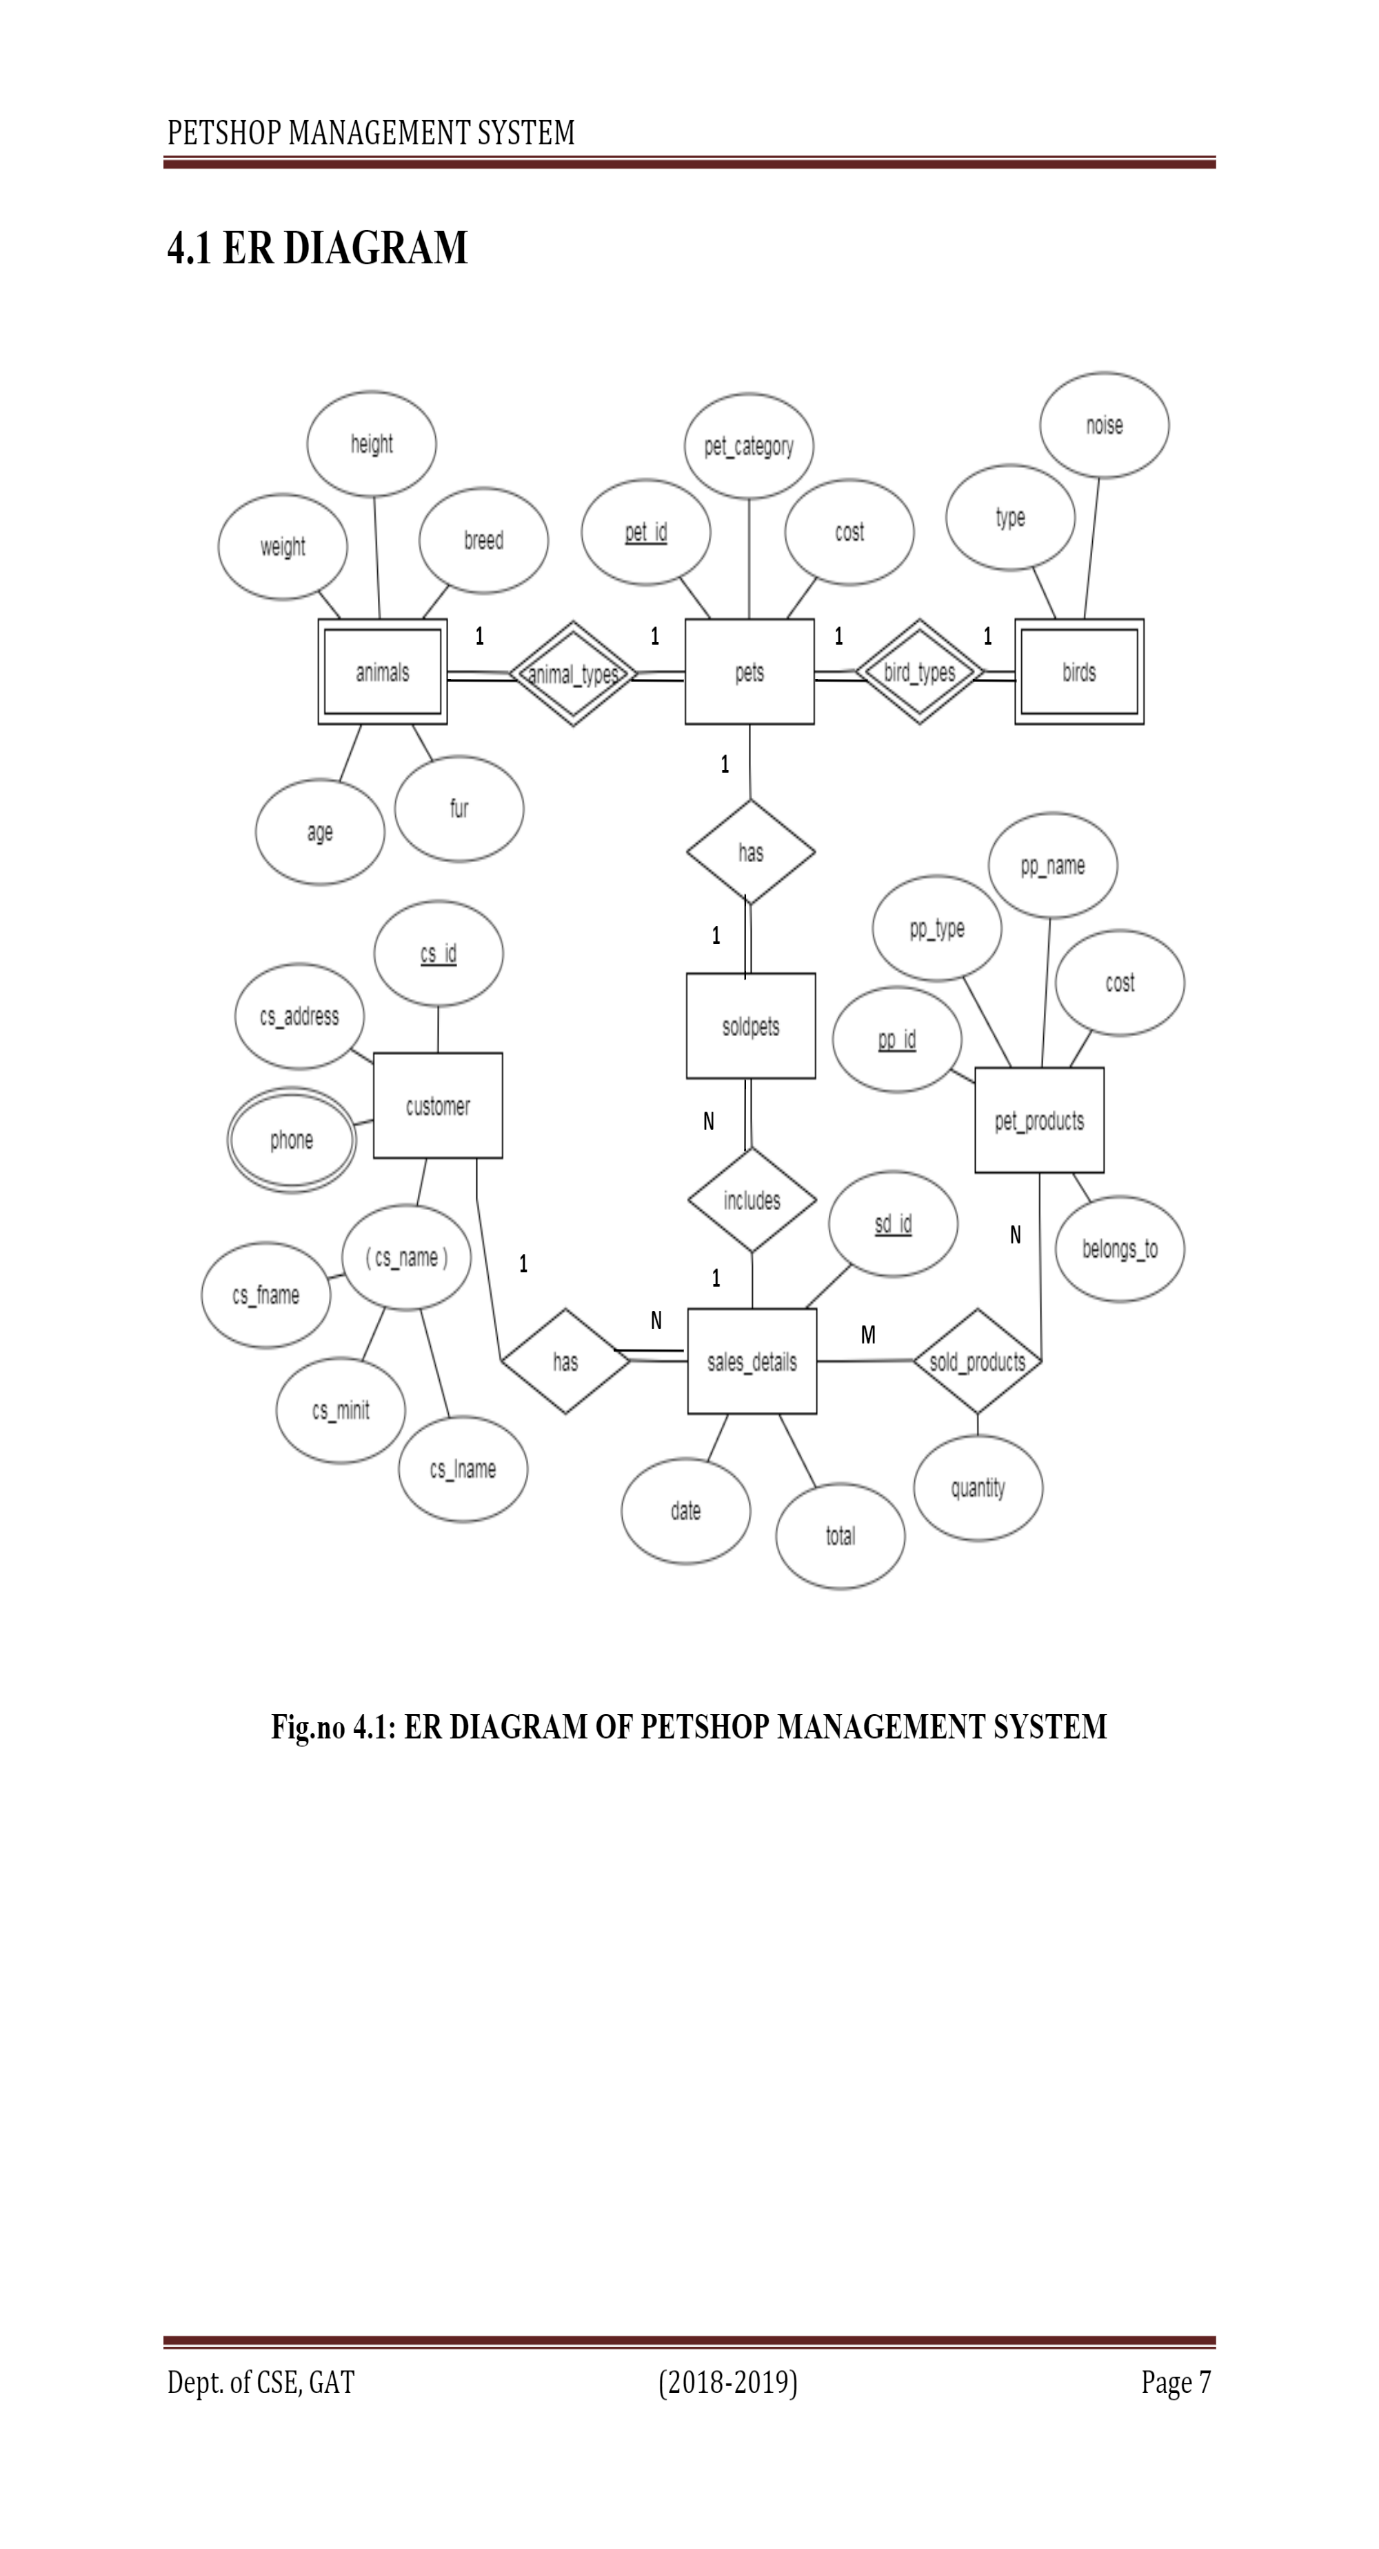 PETSHOP MANAGEMENT SYSTEM
4.1 ER DIAGRAM
noise
height
pet_category
type
pet_id
cost
breed
weight
1
1
1
1
animals
animal_types
pets
bird_types
birds
1
fur
age
has
pp_name
pp_type
1
cs_id
cost
cs_address
soldpets
pp_id
customer
N
pet_products
phone
includes
sd_id
N
belongs_to
( cs_name )
1
1
cs_fname
N
M
has
sales_details
sold_products
cs_minit
cs_lname
quantity
date
total
Fig.no 4.1: ER DIAGRAM OF PETSHOP MANAGEMENT SYSTEM
Dept. of CSE, GAT (2018-2019) Page 7